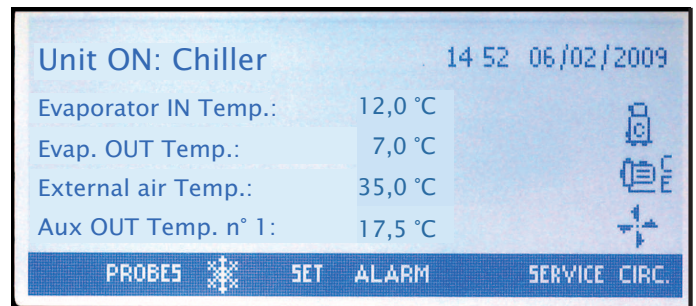 Unit ON: Chiller 14:52 06/02/2009
Evaporator IN Temp.: 12,0 °C
Evap. OUT Temp.: 7,0 °C
External air Temp.: 35,0 °C
Aux OUT Temp. n° 1: 17,5 °C
C
C
E
PROBES SET ALARM SERVICE CIRC.